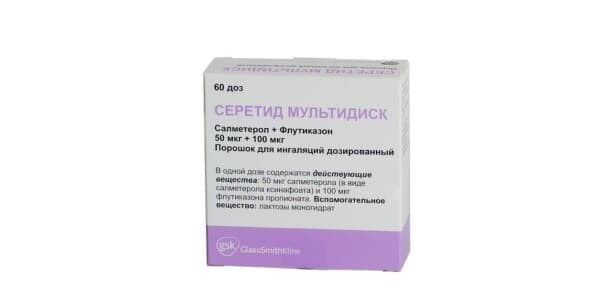 СЕРЕТИД МУЛЬТИДИСК
60 доз
СЕРЕТИД МУЛЬТИДИСК
Салметерол + Флутиказон
50 мкг + 100 мкг
Порошок для ингаляций дозированный
В одной дозе содержатся действующие
вещества: 50 мкг салметерола (в виде
салметерола ксинафоата) и 100 мкг
флутиказона пропионата. Вспомогательное
вещество: лактозы моногидрат
gsk GlaxoSmithKline